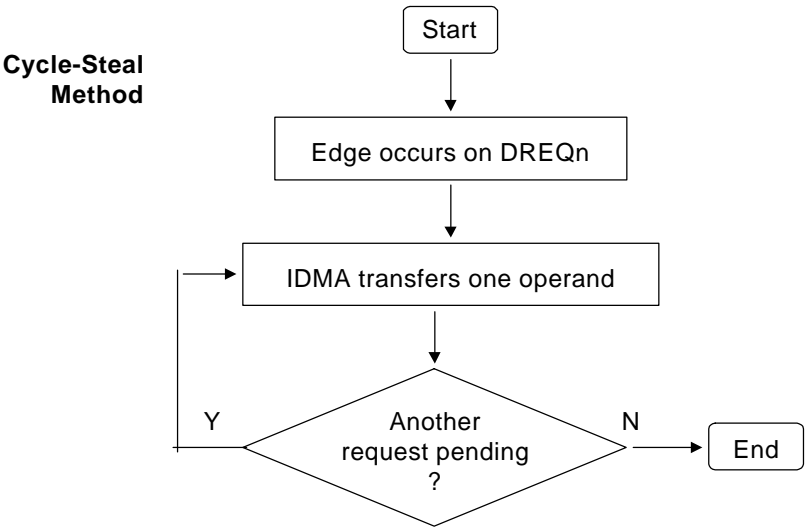 Start
Cycle-Steal
Method
Edge occurs on DREQn
IDMA transfers one operand
Y
Another
request pending
?
N
End